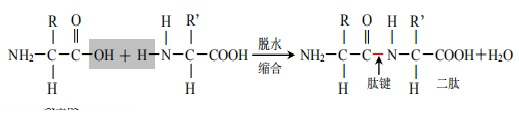 R O H R' R O H R'
NH₂—C—C—OH + H—N—C—COOH 脱水 NH₂—C—C—N—C—COOH+H₂O
H H 缩合 H 肽键 H 二肽